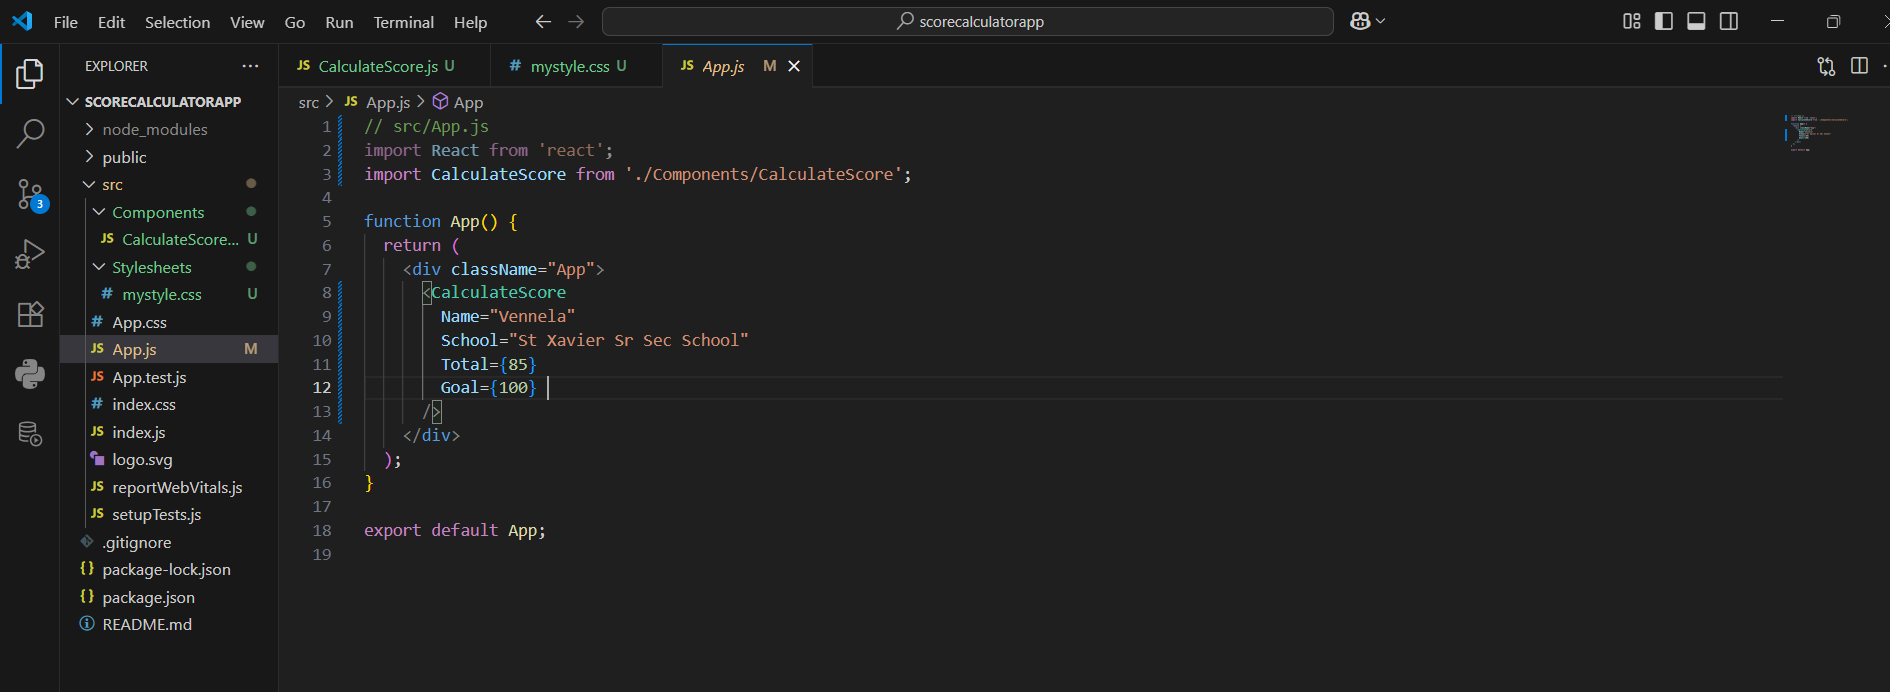 File Edit Selection View Go Run Terminal Help
scorecalculatorapp
EXPLORER
SCORECALCULATORAPP
node_modules
public
src
Components
JS CalculateScore... U
Stylesheets
# mystyle.css U
# App.css
JS App.js M
JS App.test.js
# index.css
JS index.js
logo.svg
JS reportWebVitals.js
JS setupTests.js
.gitignore
{} package-lock.json
{} package.json
README.md
3
JS CalculateScore.js U
# mystyle.css U
JS App.js M
src > JS App.js > App
1 // src/App.js
2 import React from 'react';
3 import CalculateScore from './Components/CalculateScore';
4
5 function App() {
6 return (
7 <div className="App">
8 <CalculateScore
9 Name="Vennela"
10 School="St Xavier Sr Sec School"
11 Total={85}
12 Goal={100}
13 />
14 </div>
15 );
16 }
17
18 export default App;
19